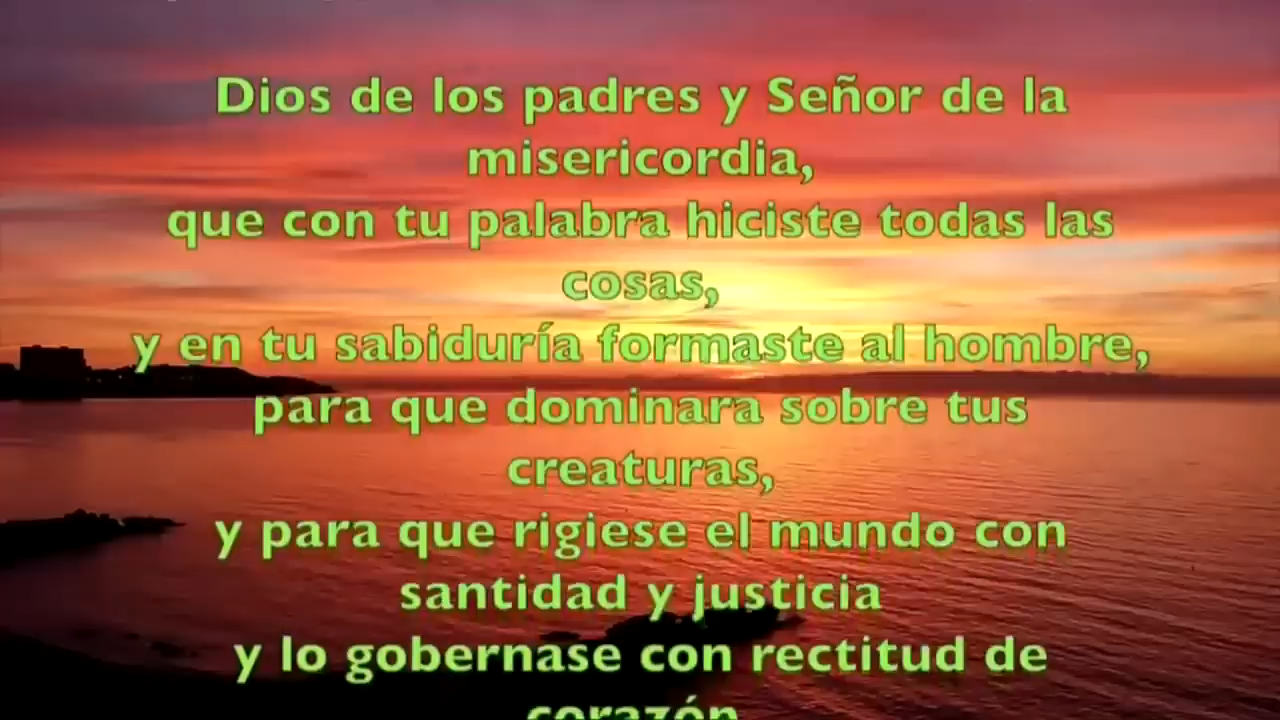 Dios de los padres y Señor de la
misericordia,
que con tu palabra hiciste todas las
cosas,
y en tu sabiduría formaste al hombre,
para que dominara sobre tus
creaturas,
y para que rigiese el mundo con
santidad y justicia
y lo gobernase con rectitud de
corazón